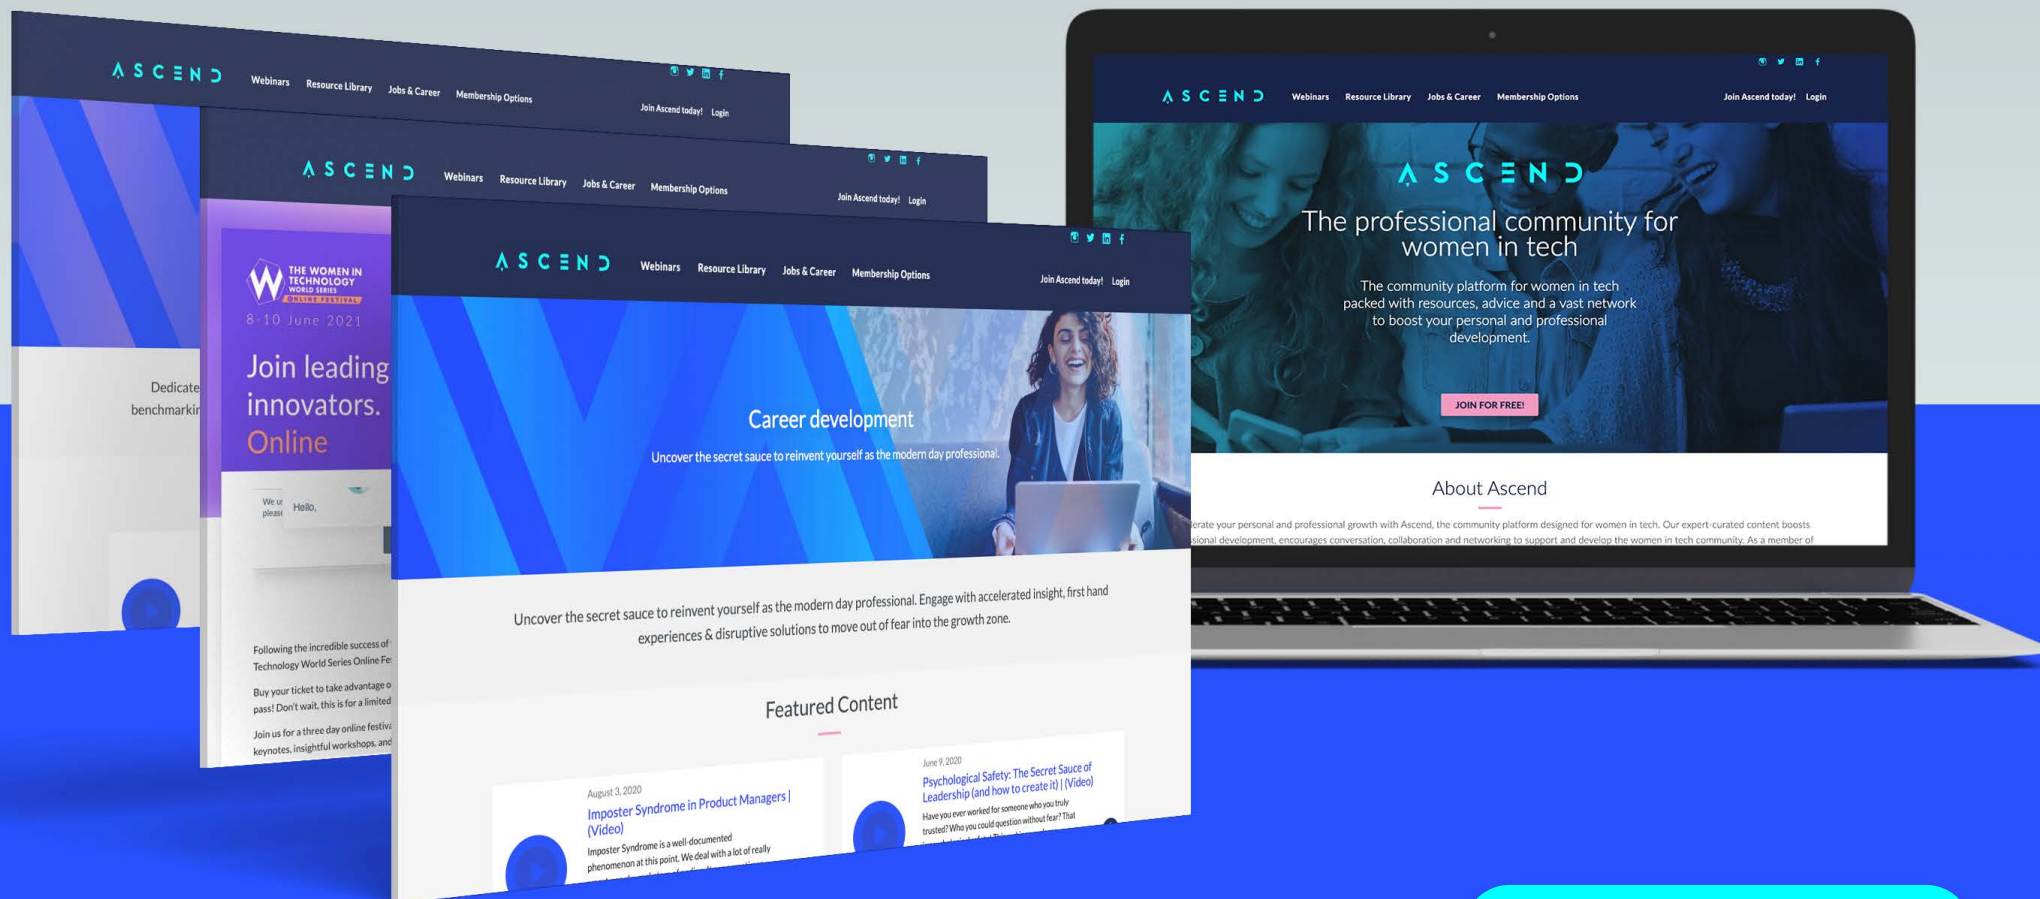 ASCEND
Webinars Resource Library Jobs & Career Membership Options
Join Ascend today! Login
Dedicate
benchmarkin
ASCEND
Webinars Resource Library Jobs & Career Membership Options
Join Ascend today! Login
THE WOMEN IN
TECHNOLOGY
WORLD SERIES
ONLINE FESTIVAL
8-10 June 2021
Join leading
innovators.
Online
We us
please
Hello,
Following the incredible success of
Technology World Series Online Fe
Buy your ticket to take advantage o
pass! Don't wait, this is for a limited
Join us for a three day online festiva
keynotes, insightful workshops, and
ASCEND
Webinars Resource Library Jobs & Career Membership Options
Join Ascend today! Login
Career development
Uncover the secret sauce to reinvent yourself as the modern day professional.
Uncover the secret sauce to reinvent yourself as the modern day professional. Engage with accelerated insight, first hand
experiences & disruptive solutions to move out of fear into the growth zone.
Featured Content
August 3, 2020
Imposter Syndrome in Product Managers |
(Video)
Imposter Syndrome is a well-documented
phenomenon at this point. We deal with a lot of really
June 9, 2020
Psychological Safety: The Secret Sauce of
Leadership (and how to create it) | (Video)
Have you ever worked for someone who you truly
trusted? Who you could question without fear? That
ASCEND
Webinars Resource Library Jobs & Career Membership Options
Join Ascend today! Login
ASCEND
The professional community for
women in tech
The community platform for women in tech
packed with resources, advice and a vast network
to boost your personal and professional
development.
JOIN FOR FREE!
About Ascend
lerate your personal and professional growth with Ascend, the community platform designed for women in tech. Our expert-curated content boosts
sional development, encourages conversation, collaboration and networking to support and develop the women in tech community. As a member of